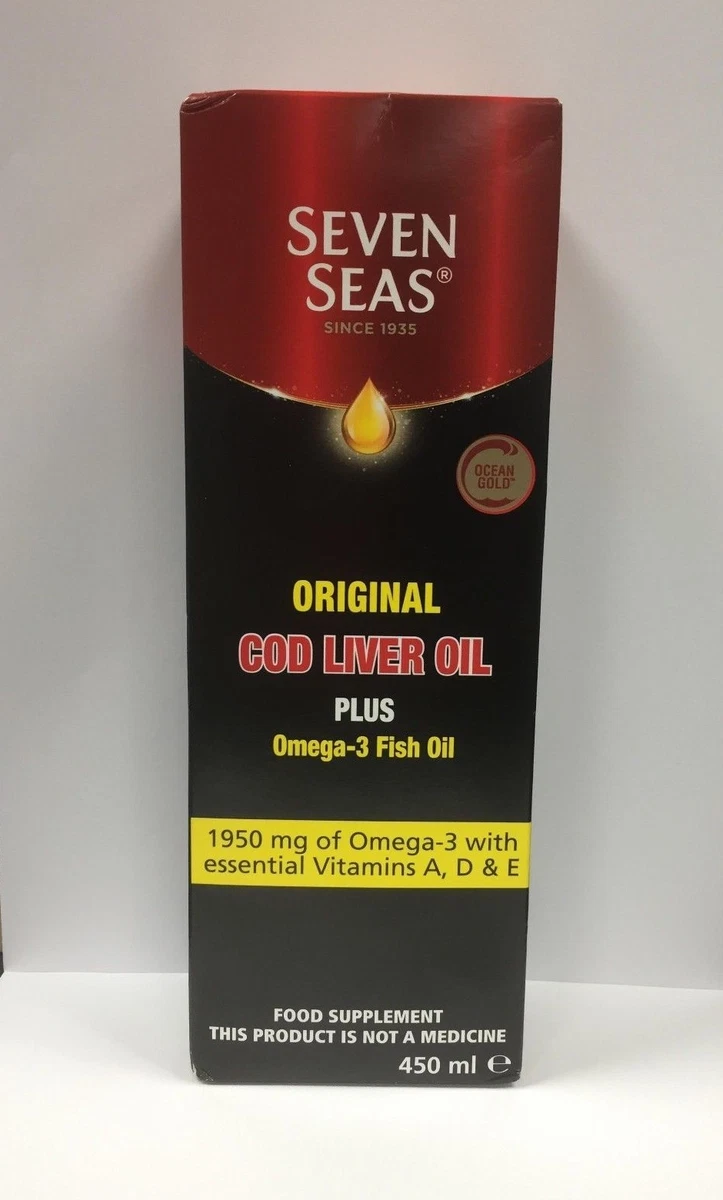 SEVEN
SEAS®
SINCE 1935
OCEAN
GOLD™
ORIGINAL
COD LIVER OIL
PLUS
Omega-3 Fish Oil
1950 mg of Omega-3 with
essential Vitamins A, D & E
FOOD SUPPLEMENT
THIS PRODUCT IS NOT A MEDICINE
450 ml ℮